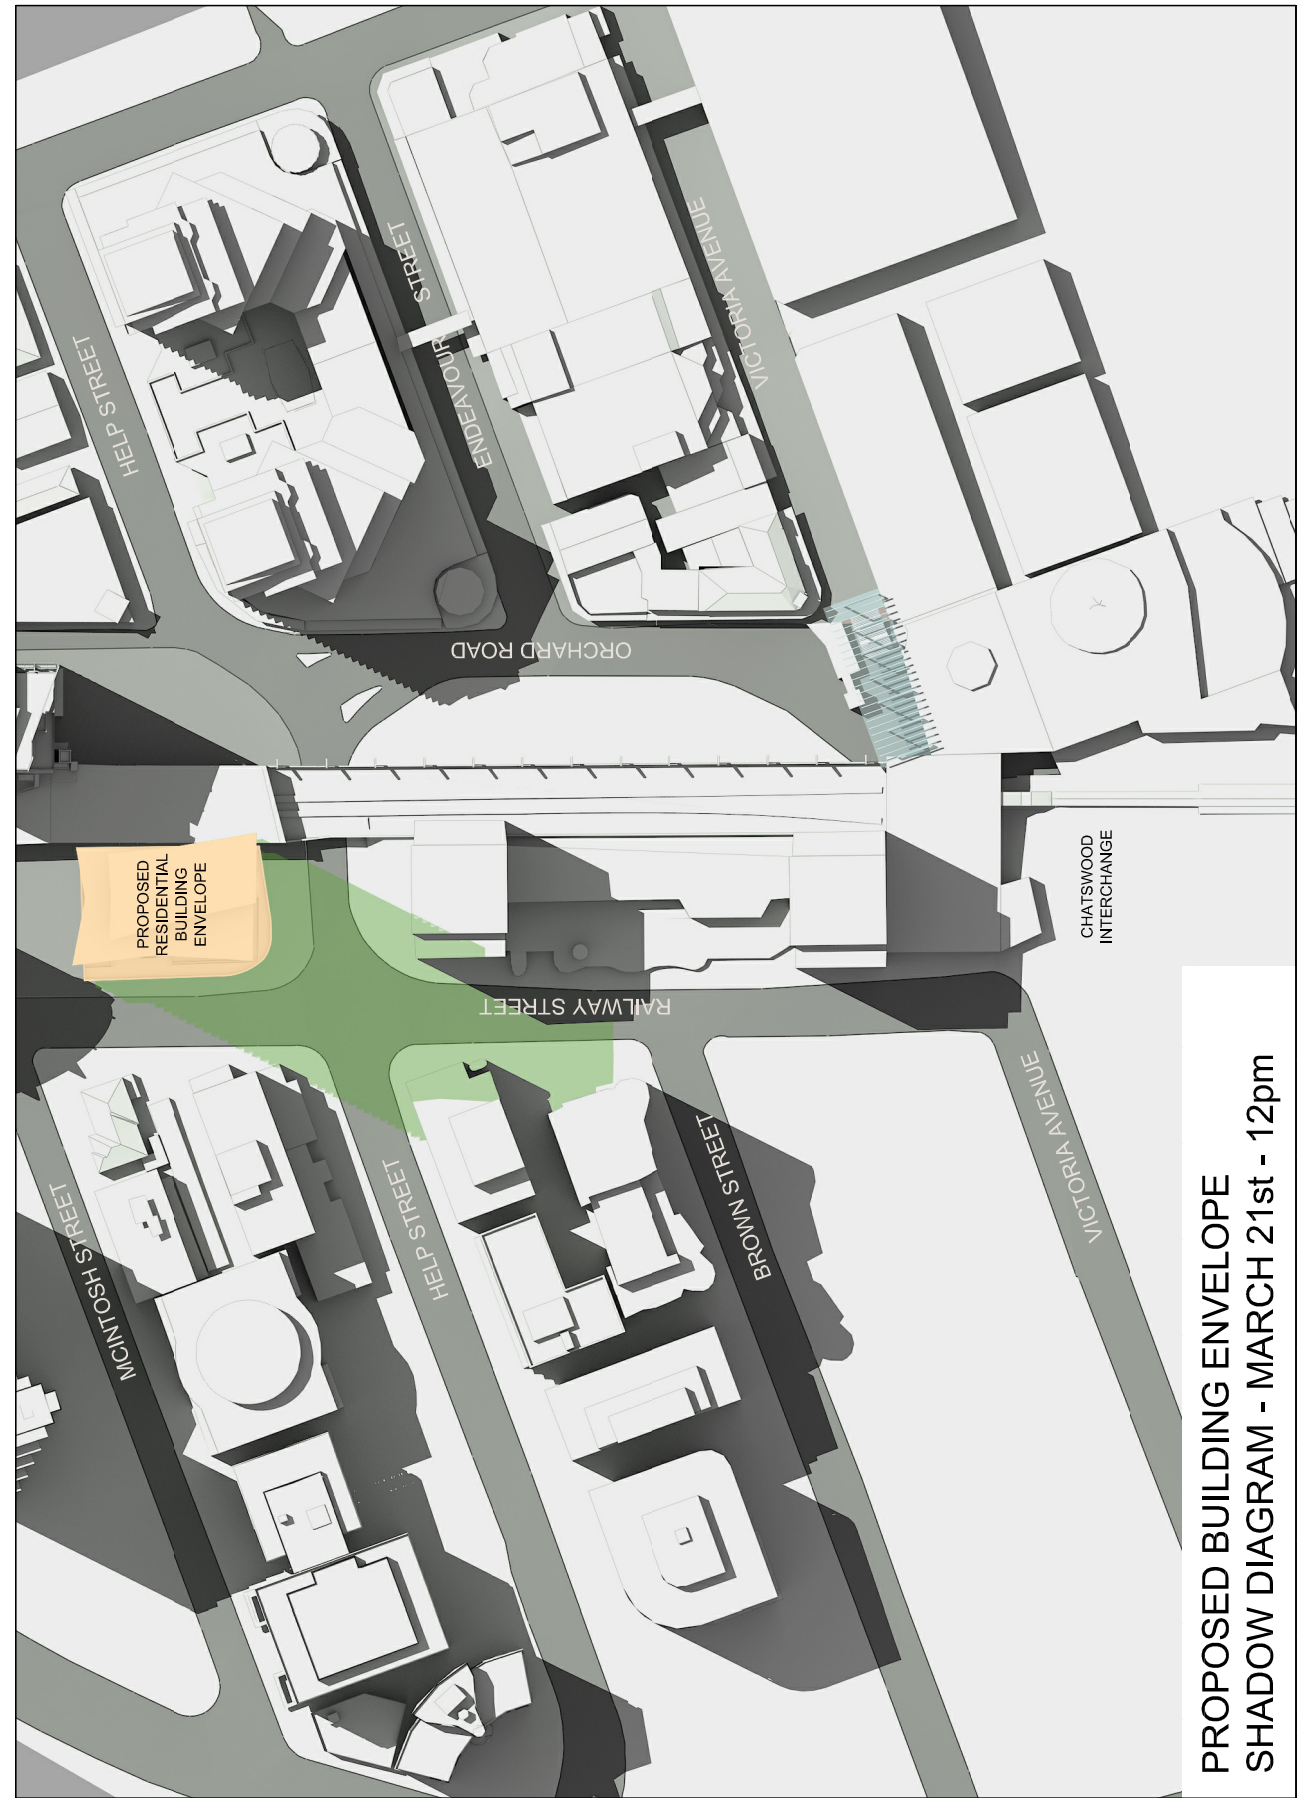 STREET
ENDEAVOUR
VICTORIA AVENUE
HELP STREET
ORCHARD ROAD
PROPOSED
RESIDENTIAL
BUILDING
ENVELOPE
CHATSWOOD
INTERCHANGE
RAILWAY STREET
MCINTOSH STREET
HELP STREET
BROWN STREET
VICTORIA AVENUE
PROPOSED BUILDING ENVELOPE
SHADOW DIAGRAM - MARCH 21st - 12pm